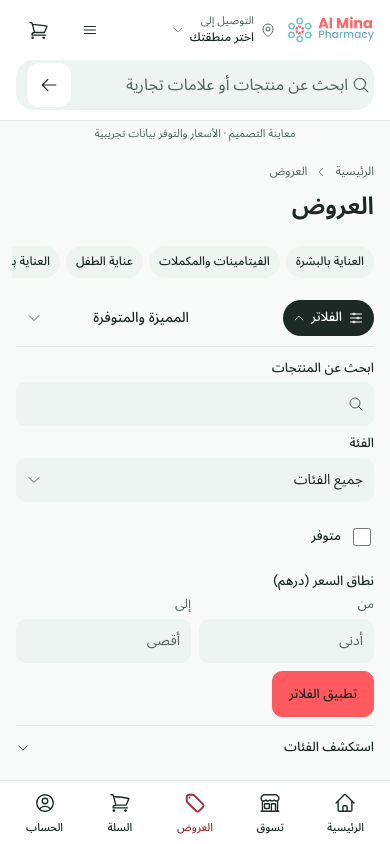 Al Mina
Pharmacy
التوصيل إلى
اختر منطقتك
ابحث عن منتجات أو علامات تجارية
معاينة التصميم · الأسعار والتوفر بيانات تجريبية
الرئيسية
العروض
العروض
العناية بالبشرة
الفيتامينات والمكملات
عناية الطفل
العناية ب
الفلاتر
المميزة والمتوفرة
ابحث عن المنتجات
الفئة
جميع الفئات
متوفر
نطاق السعر (درهم)
من
إلى
أدنى
أقصى
تطبيق الفلاتر
استكشف الفئات
الرئيسية
تسوق
العروض
السلة
الحساب